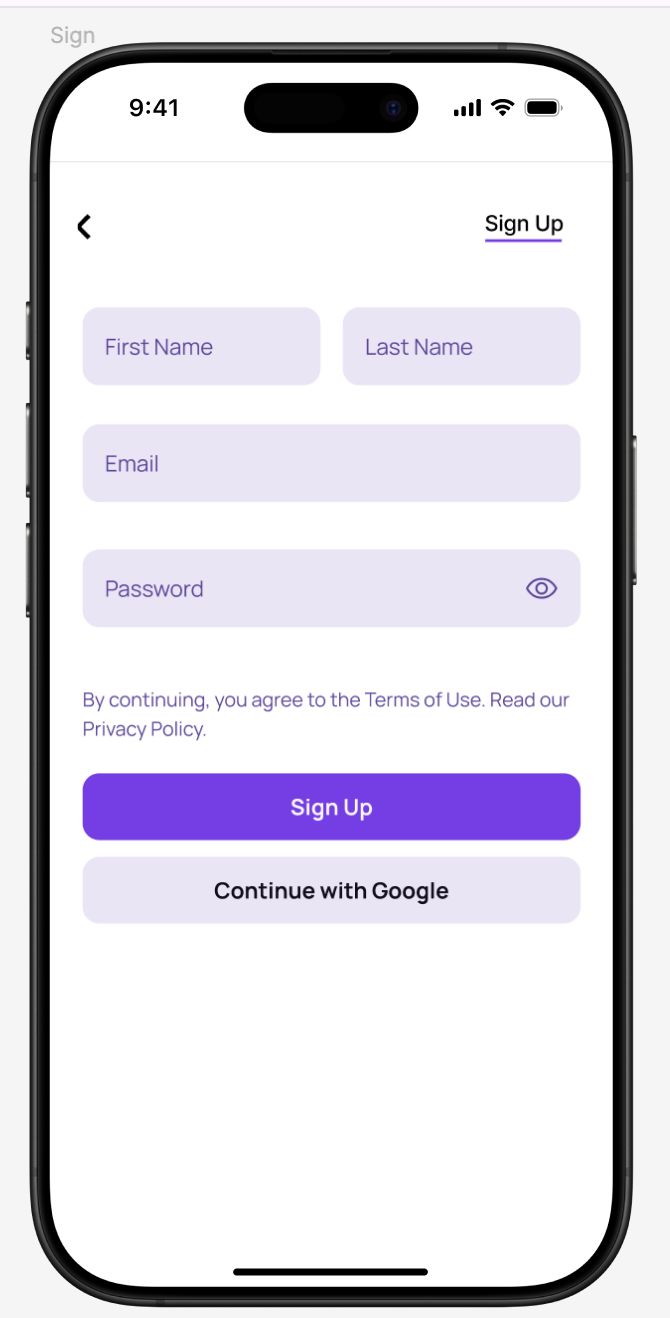 Sign
9:41
Sign Up
First Name
Last Name
Email
Password
By continuing, you agree to the Terms of Use. Read our
Privacy Policy.
Sign Up
Continue with Google